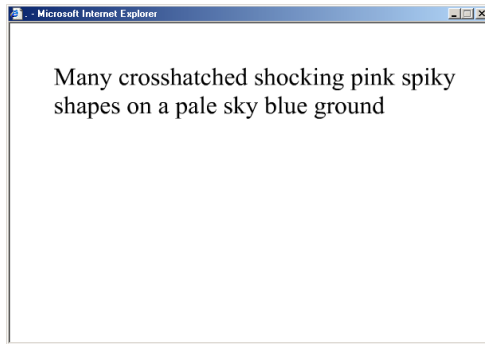 . - Microsoft Internet Explorer
Many crosshatched shocking pink spiky
shapes on a pale sky blue ground